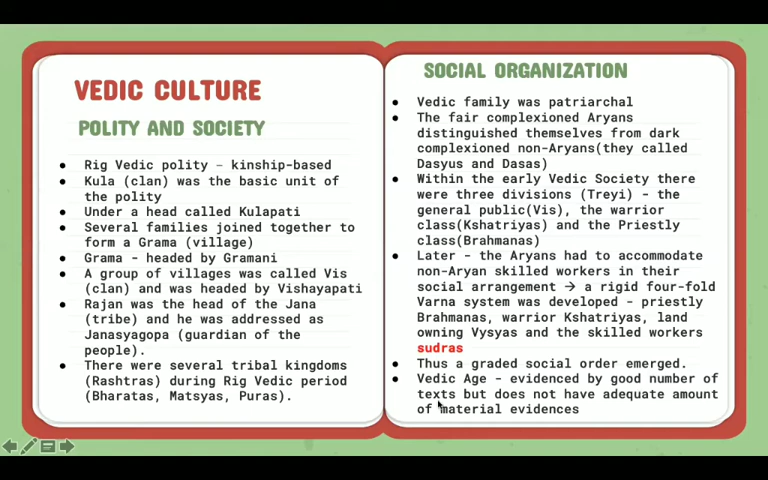 VEDIC CULTURE
POLITY AND SOCIETY
● Rig Vedic polity – kinship-based
● Kula (clan) was the basic unit of
the polity
● Under a head called Kulapati
● Several families joined together to
form a Grama (village)
● Grama - headed by Gramani
● A group of villages was called Vis
(clan) and was headed by Vishayapati
● Rajan was the head of the Jana
(tribe) and he was addressed as
Janasyagopa (guardian of the
people).
● There were several tribal kingdoms
(Rashtras) during Rig Vedic period
(Bharatas, Matsyas, Puras).
SOCIAL ORGANIZATION
● Vedic family was patriarchal
● The fair complexioned Aryans
distinguished themselves from dark
complexioned non-Aryans(they called
Dasyus and Dasas)
● Within the early Vedic Society there
were three divisions (Treyi) - the
general public(Vis), the warrior
class(Kshatriyas) and the Priestly
class(Brahmanas)
● Later - the Aryans had to accommodate
non-Aryan skilled workers in their
social arrangement → a rigid four-fold
Varna system was developed - priestly
Brahmanas, warrior Kshatriyas, land
owning Vysyas and the skilled workers
sudras
● Thus a graded social order emerged.
● Vedic Age - evidenced by good number of
texts but does not have adequate amount
of material evidences